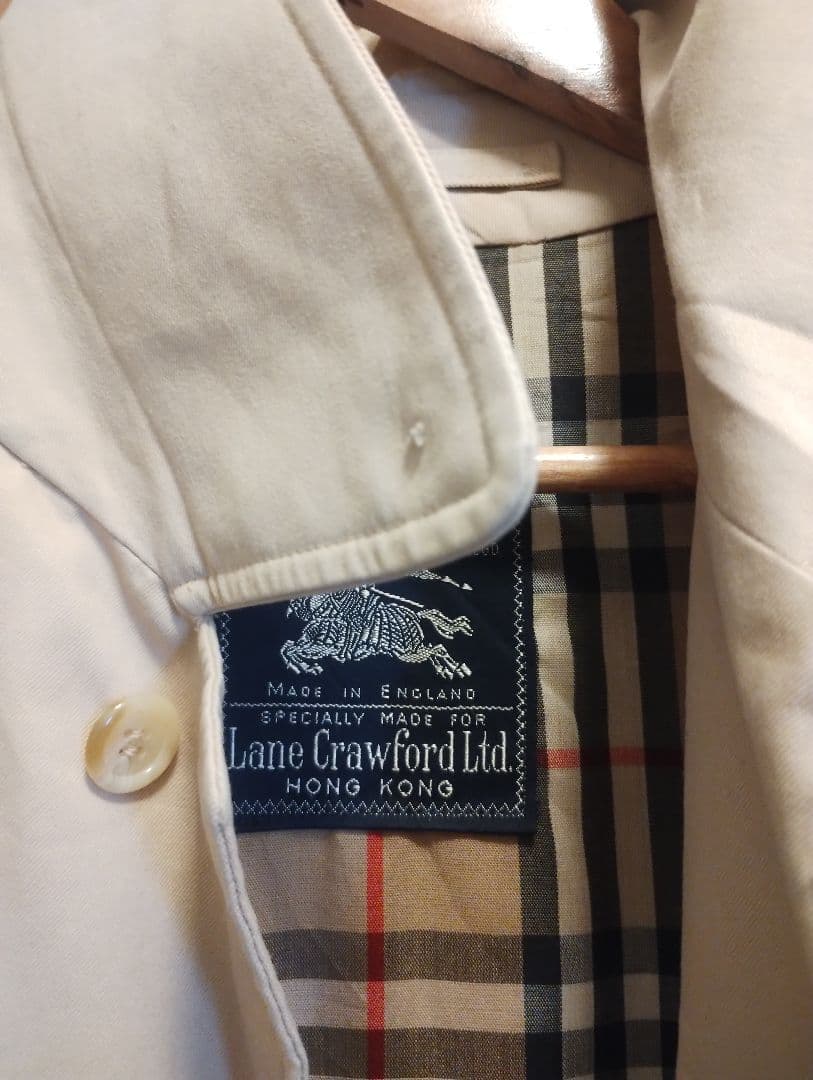 MADE IN ENGLAND
SPECIALLY MADE FOR
Lane Crawford Ltd.
HONG KONG